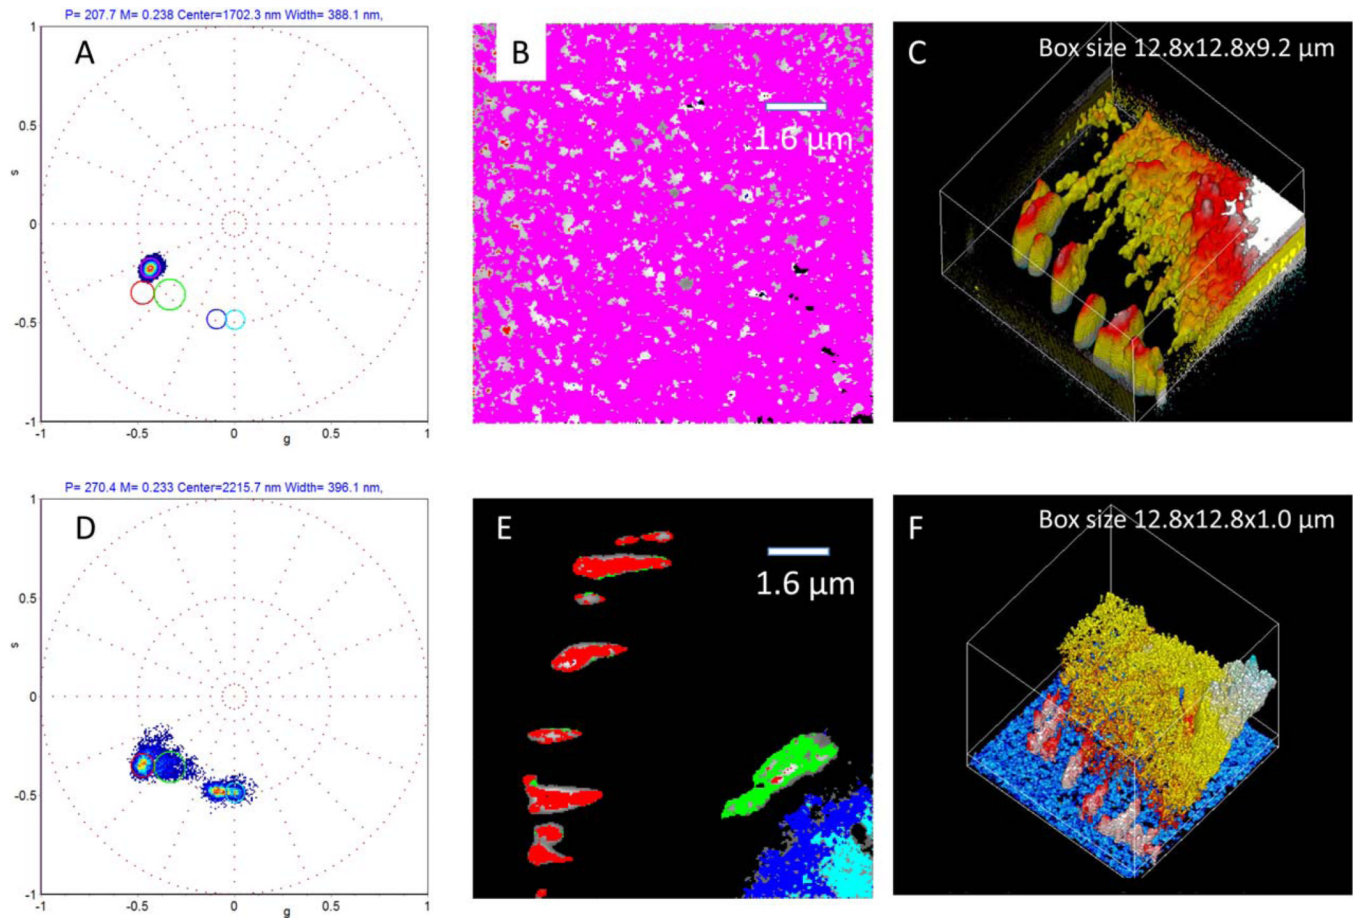 P= 207.7 M= 0.238 Center=1702.3 nm Width= 388.1 nm,
A
1
0.5
0
-0.5
-1
s
-1
-0.5
0
0.5
1
g
B
1.6 µm
C
Box size 12.8x12.8x9.2 µm
P= 270.4 M= 0.233 Center=2215.7 nm Width= 396.1 nm,
D
1
0.5
0
-0.5
-1
s
-1
-0.5
0
0.5
1
g
E
1.6 µm
F
Box size 12.8x12.8x1.0 µm